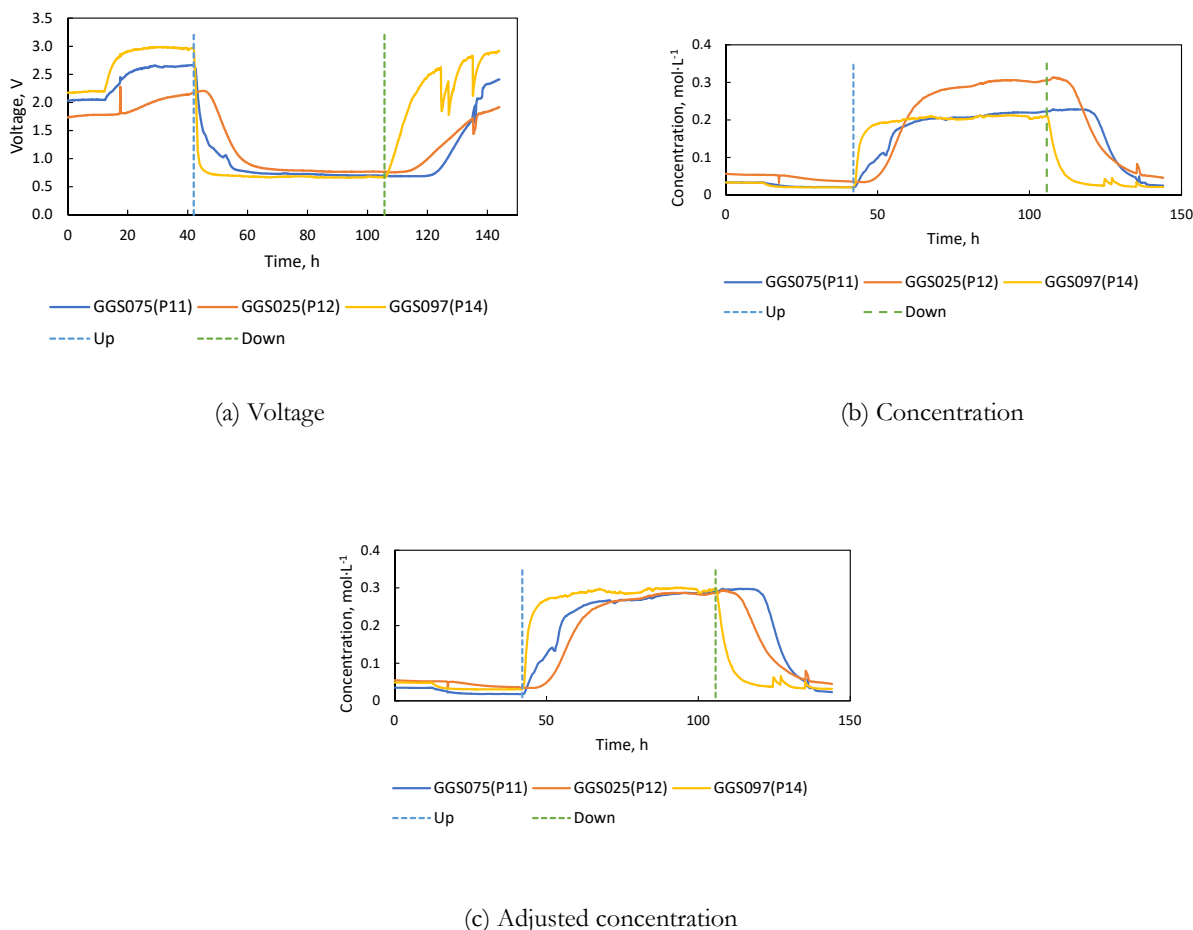 3.5
3.0
2.5
2.0
1.5
1.0
0.5
0.0
Voltage, V
0 20 40 60 80 100 120 140
Time, h
GGS075(P11) GGS025(P12) GGS097(P14)
Up Down
(a) Voltage
0.4
0.3
0.2
0.1
0
Concentration, mol·L-1
0 50 100 150
Time, h
GGS075(P11) GGS025(P12) GGS097(P14)
Up Down
(b) Concentration
0.4
0.3
0.2
0.1
0
Concentration, mol·L-1
0 50 100 150
Time, h
GGS075(P11) GGS025(P12) GGS097(P14)
Up Down
(c) Adjusted concentration